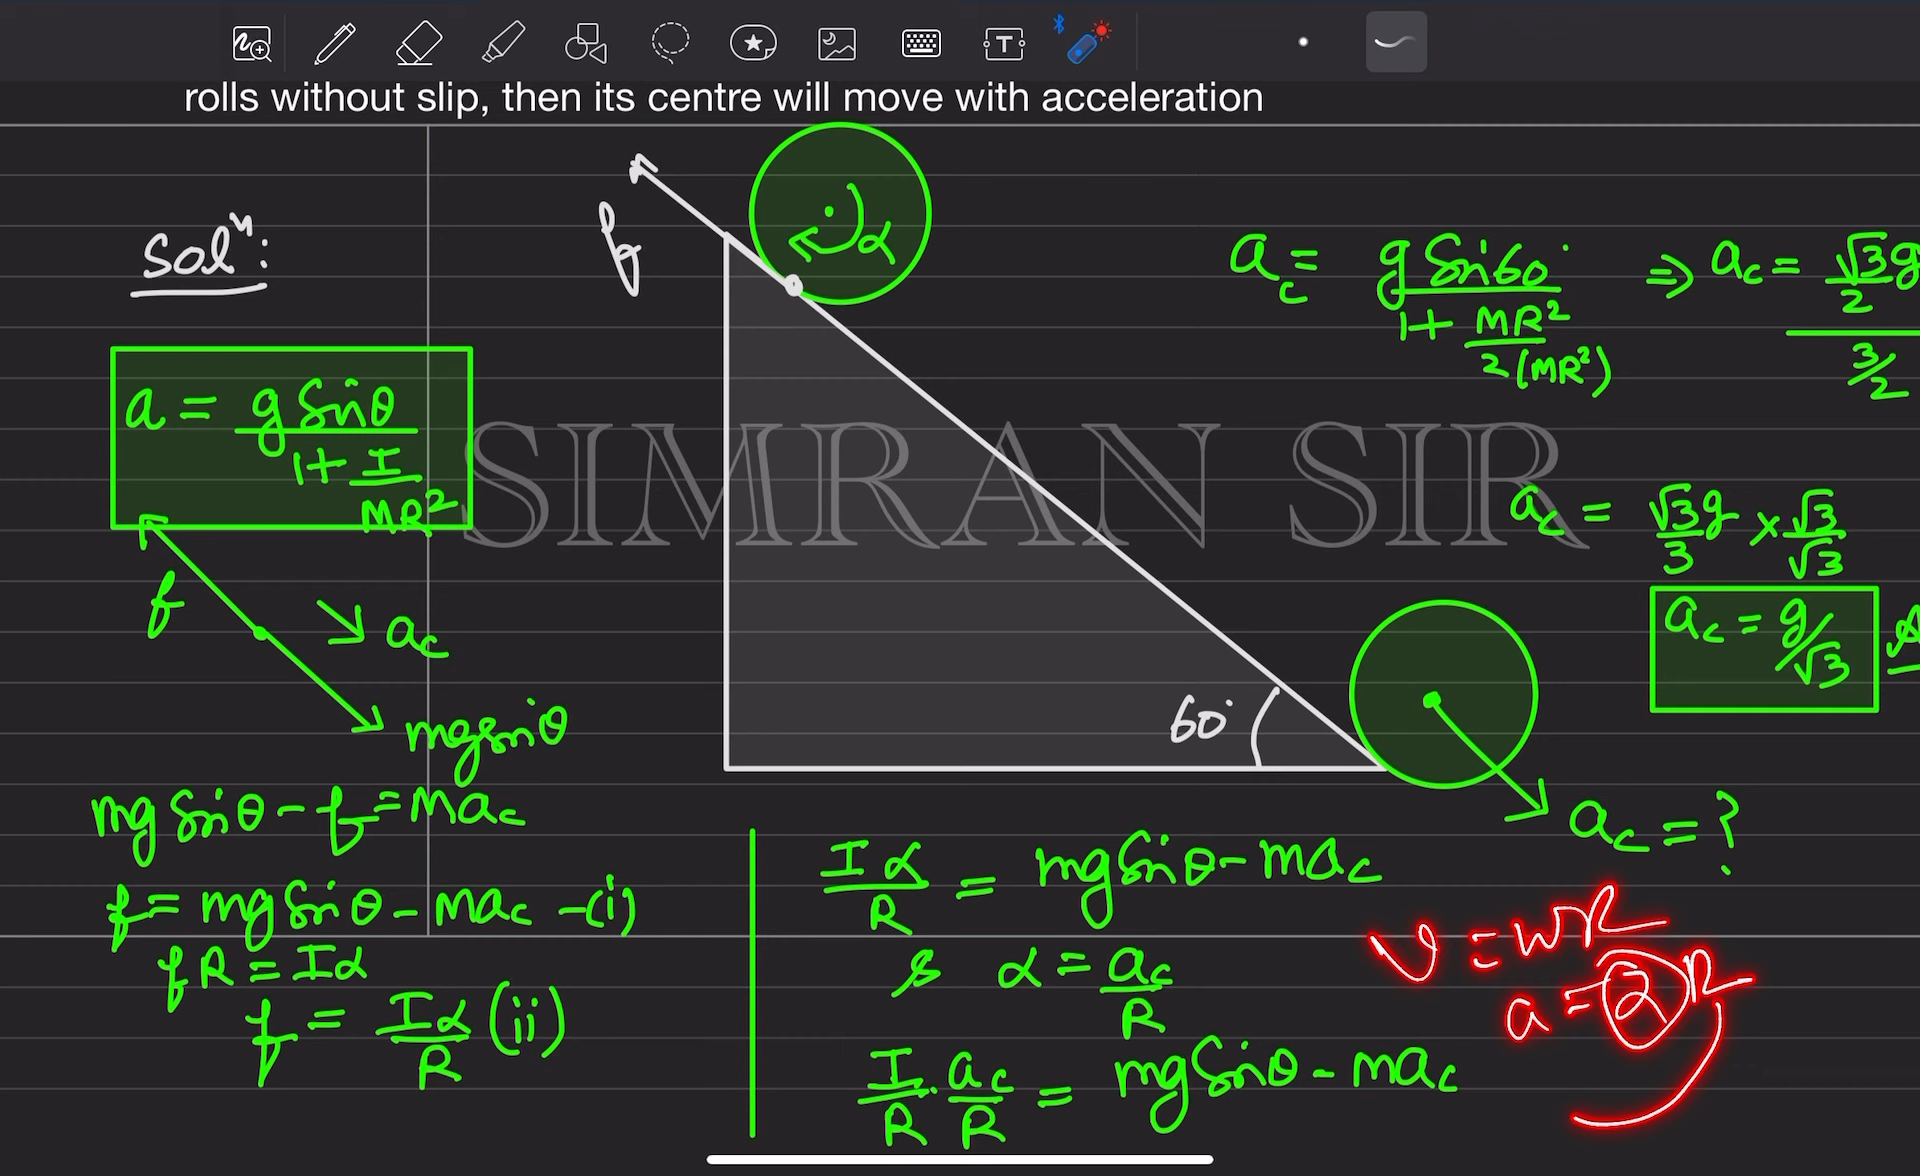 rolls without slip, then its centre will move with acceleration
Solⁿ:
f
α
a_c = g Sin60° / (1 + MR²/2(MR²)) ⇒ a_c = (√3/2 g) / (3/2)
a = g Sinθ / (1 + I/MR²)
SIMRAN SIR
a_c = √3g/3 × √3/√3
a_c = g/√3
f
a_c
mg sinθ
60°
a_c = ?
mg Sinθ - f = ma_c
f = mg Sinθ - ma_c -(i)
fR = Iα
f = Iα/R (ii)
Iα/R = mg Sinθ - ma_c
& α = a_c/R
I/R · a_c/R = mg Sinθ - ma_c
V = wR
a = αR